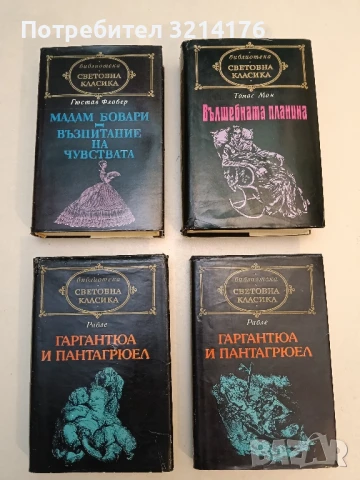 Потребител 3214176
библиотека
СВЕТОВНА
КЛАСИКА
Гюстав Флобер
МАДАМ БОВАРИ
ВЪЗПИТАНИЕ
НА
ЧУВСТВАТА
библиотека
СВЕТОВНА
КЛАСИКА
Томас Ман
Вълшебната планина
библиотека
СВЕТОВНА
КЛАСИКА
Рабле
ГАРГАНТЮА
И ПАНТАГРЮЕЛ
библиотека
СВЕТОВНА
КЛАСИКА
Рабле
ГАРГАНТЮА
И ПАНТАГРЮЕЛ
BAZAR